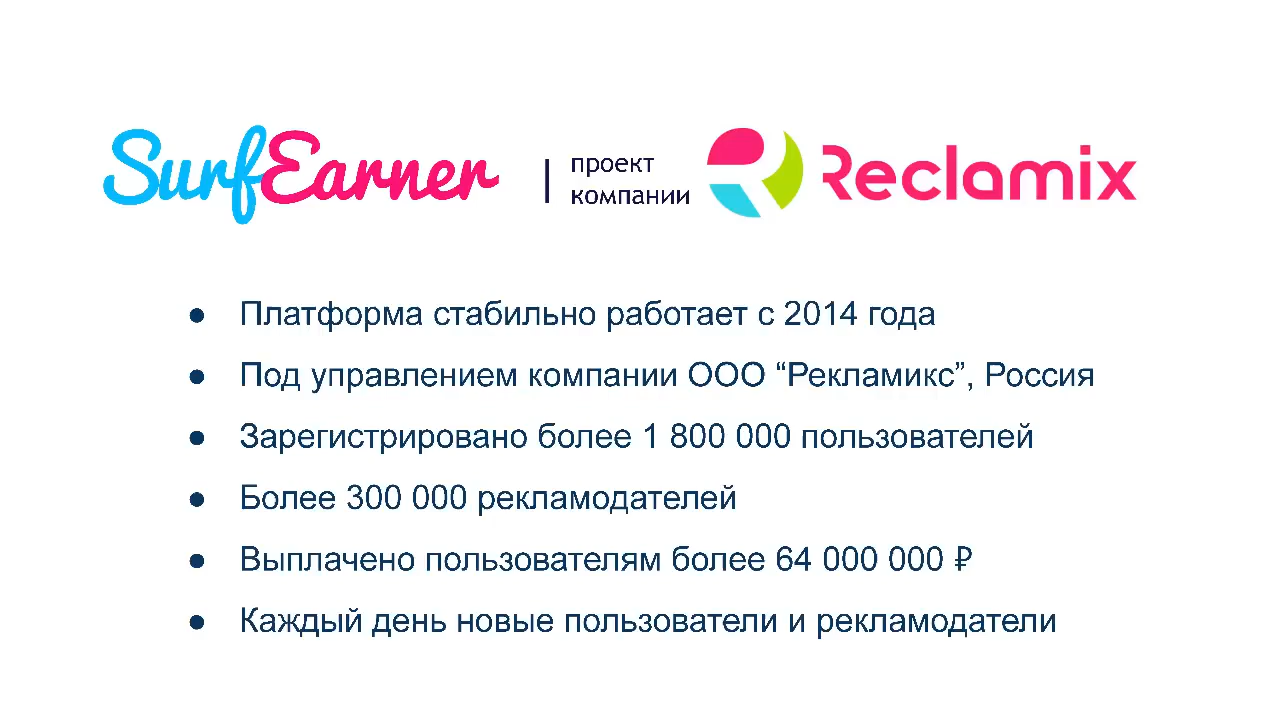 SurfEarner | проект компании Reclamix
● Платформа стабильно работает с 2014 года
● Под управлением компании ООО “Рекламикс”, Россия
● Зарегистрировано более 1 800 000 пользователей
● Более 300 000 рекламодателей
● Выплачено пользователям более 64 000 000 ₽
● Каждый день новые пользователи и рекламодатели